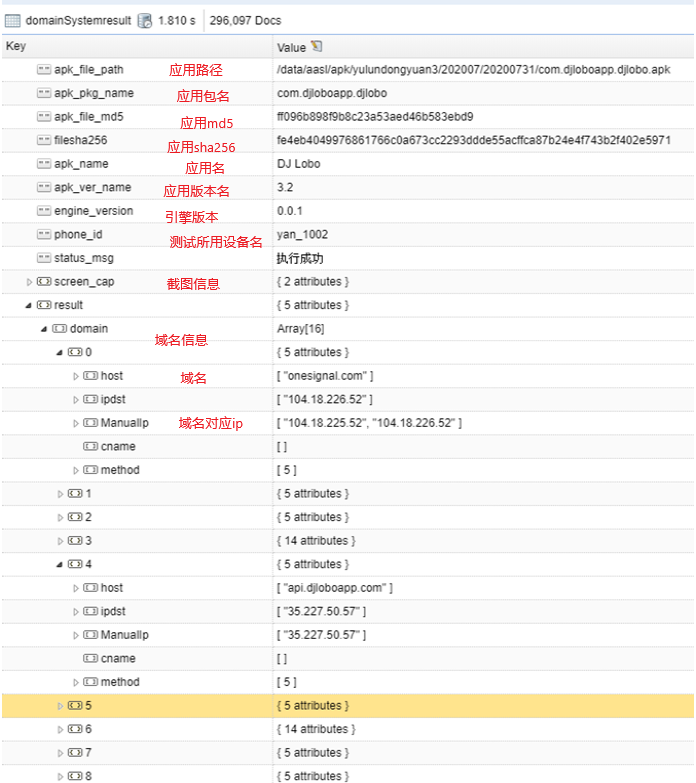 domainSystemresult 1.810 s 296,097 Docs
Key Value
apk_file_path 应用路径 /data/aasl/apk/yulundongyuan3/202007/20200731/com.djloboapp.djlobo.apk
apk_pkg_name 应用包名 com.djloboapp.djlobo
apk_file_md5 应用md5 ff096b898f9b8c23a53aed46b583ebd9
filesha256 应用sha256 fe4eb4049976861766c0a673cc2293ddde55acffca87b24e4f743b2f402e5971
apk_name 应用名 DJ Lobo
apk_ver_name 应用版本名 3.2
engine_version 引擎版本 0.0.1
phone_id 测试所用设备名 yan_1002
status_msg 执行成功
screen_cap 截图信息 { 2 attributes }
result { 5 attributes }
domain 域名信息 Array[16]
0 { 5 attributes }
host 域名 [ "onesignal.com" ]
ipdst [ "104.18.226.52" ]
ManualIp 域名对应ip [ "104.18.225.52", "104.18.226.52" ]
cname [ ]
method [ 5 ]
1 { 5 attributes }
2 { 5 attributes }
3 { 14 attributes }
4 { 5 attributes }
host [ "api.djloboapp.com" ]
ipdst [ "35.227.50.57" ]
ManualIp [ "35.227.50.57" ]
cname [ ]
method [ 5 ]
5 { 5 attributes }
6 { 14 attributes }
7 { 5 attributes }
8 { 5 attributes }